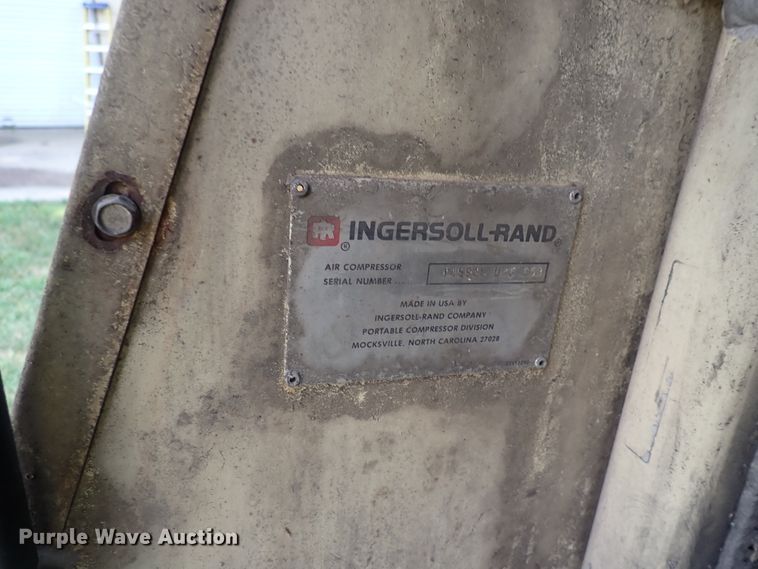 IR ® INGERSOLL-RAND®
AIR COMPRESSOR
SERIAL NUMBER
MADE IN USA BY
INGERSOLL-RAND COMPANY
PORTABLE COMPRESSOR DIVISION
MOCKSVILLE, NORTH CAROLINA 27028
Purple Wave Auction